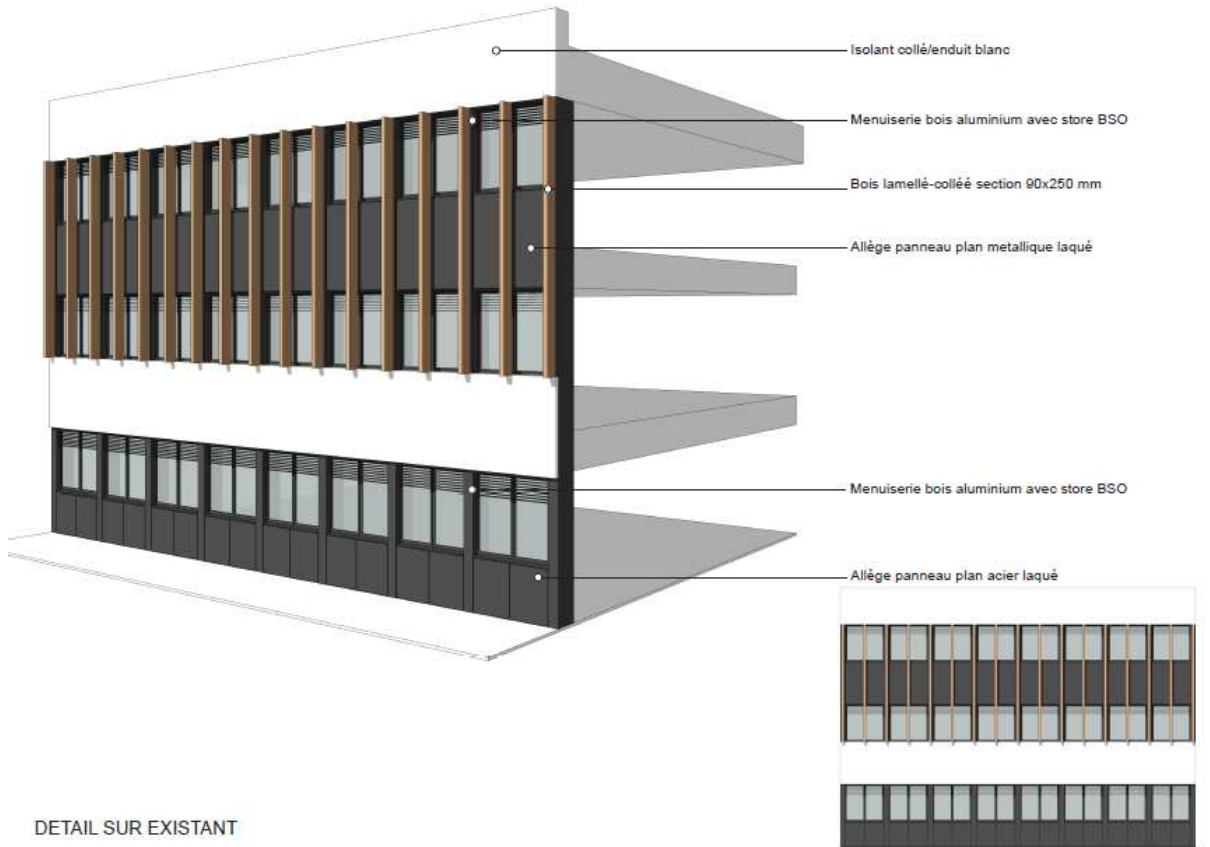 Isolant collé/enduit blanc
Menuiserie bois aluminium avec store BSO
Bois lamellé-colléé section 90x250 mm
Allège panneau plan metallique laqué
Menuiserie bois aluminium avec store BSO
Allège panneau plan acier laqué
DETAIL SUR EXISTANT